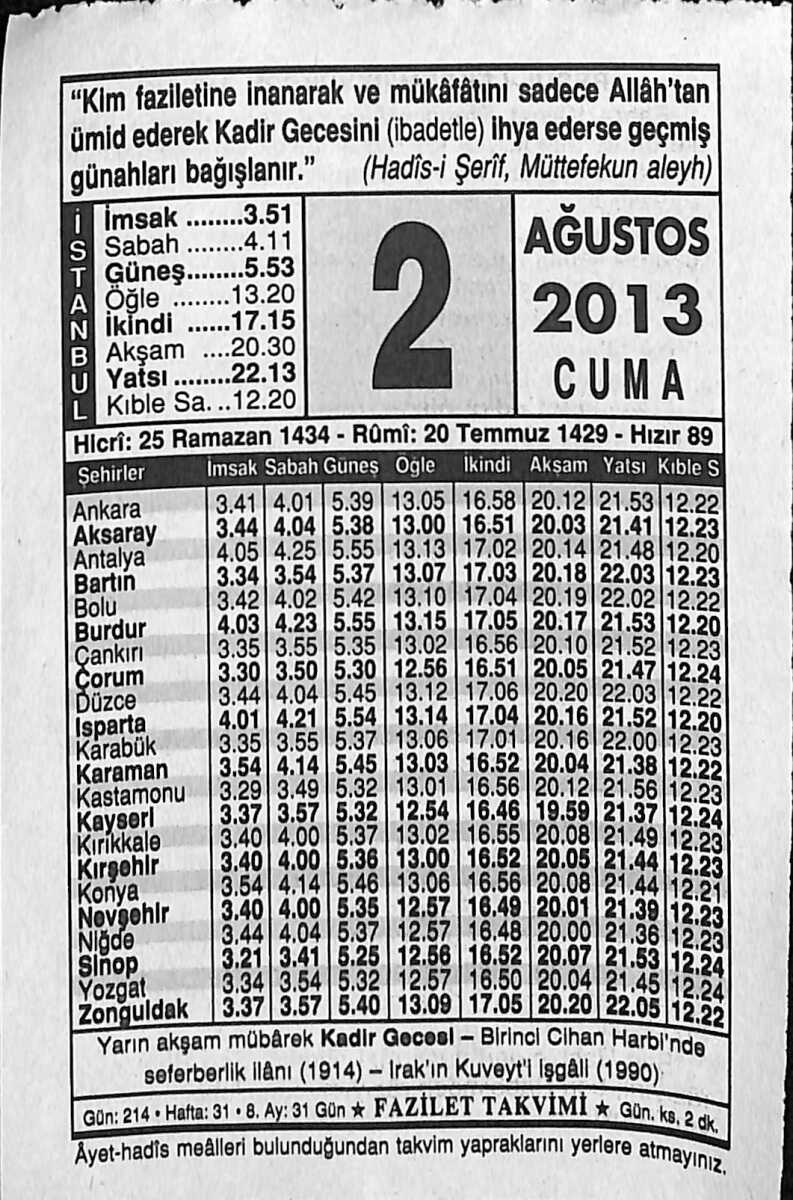 “Kim faziletine inanarak ve mükâfâtını sadece Allâh’tan
ümid ederek Kadir Gecesini (ibadetle) ihya ederse geçmiş
günahları bağışlanır.” (Hadîs-i Şerîf, Müttefekun aleyh)
İSTANBUL
İmsak ........3.51
Sabah ........4.11
Güneş........5.53
Öğle ........13.20
İkindi ......17.15
Akşam ....20.30
Yatsı ........22.13
Kıble Sa. ..12.20
2
AĞUSTOS
2013
CUMA
Hicrî: 25 Ramazan 1434 - Rûmî: 20 Temmuz 1429 - Hızır 89
Şehirler İmsak Sabah Güneş Öğle İkindi Akşam Yatsı Kıble S
Ankara 3.41 4.01 5.39 13.05 16.58 20.12 21.53 12.22
Aksaray 3.44 4.04 5.38 13.00 16.51 20.03 21.41 12.23
Antalya 4.05 4.25 5.55 13.13 17.02 20.14 21.48 12.20
Bartın 3.34 3.54 5.37 13.07 17.03 20.18 22.03 12.23
Bolu 3.42 4.02 5.42 13.10 17.04 20.19 22.02 12.22
Burdur 4.03 4.23 5.55 13.15 17.05 20.17 21.53 12.20
Çankırı 3.35 3.55 5.35 13.02 16.56 20.10 21.52 12.23
Çorum 3.30 3.50 5.30 12.56 16.51 20.05 21.47 12.24
Düzce 3.44 4.04 5.45 13.12 17.06 20.20 22.03 12.22
Isparta 4.01 4.21 5.54 13.14 17.04 20.16 21.52 12.20
Karabük 3.35 3.55 5.37 13.06 17.01 20.16 22.00 12.23
Karaman 3.54 4.14 5.45 13.03 16.52 20.04 21.38 12.22
Kastamonu 3.29 3.49 5.32 13.01 16.56 20.12 21.56 12.23
Kayseri 3.37 3.57 5.32 12.54 16.46 19.59 21.37 12.24
Kırıkkale 3.40 4.00 5.37 13.02 16.55 20.08 21.49 12.23
Kırşehir 3.40 4.00 5.36 13.00 16.52 20.05 21.44 12.23
Konya 3.54 4.14 5.46 13.06 16.56 20.08 21.44 12.21
Nevşehir 3.40 4.00 5.35 12.57 16.49 20.01 21.39 12.23
Niğde 3.44 4.04 5.37 12.57 16.48 20.00 21.36 12.23
Sinop 3.21 3.41 5.25 12.56 16.52 20.07 21.53 12.24
Yozgat 3.34 3.54 5.32 12.57 16.50 20.04 21.45 12.24
Zonguldak 3.37 3.57 5.40 13.09 17.05 20.20 22.05 12.22
Yarın akşam mübârek Kadir Gecesi – Birinci Cihan Harbi'nde
seferberlik ilânı (1914) – Irak'ın Kuveyt'i işgâli (1990)
Gün: 214 • Hafta: 31 • 8. Ay: 31 Gün ★ FAZİLET TAKVİMİ ★ Gün. ks. 2 dk.
Âyet-hadîs meâlleri bulunduğundan takvim yapraklarını yerlere atmayınız.